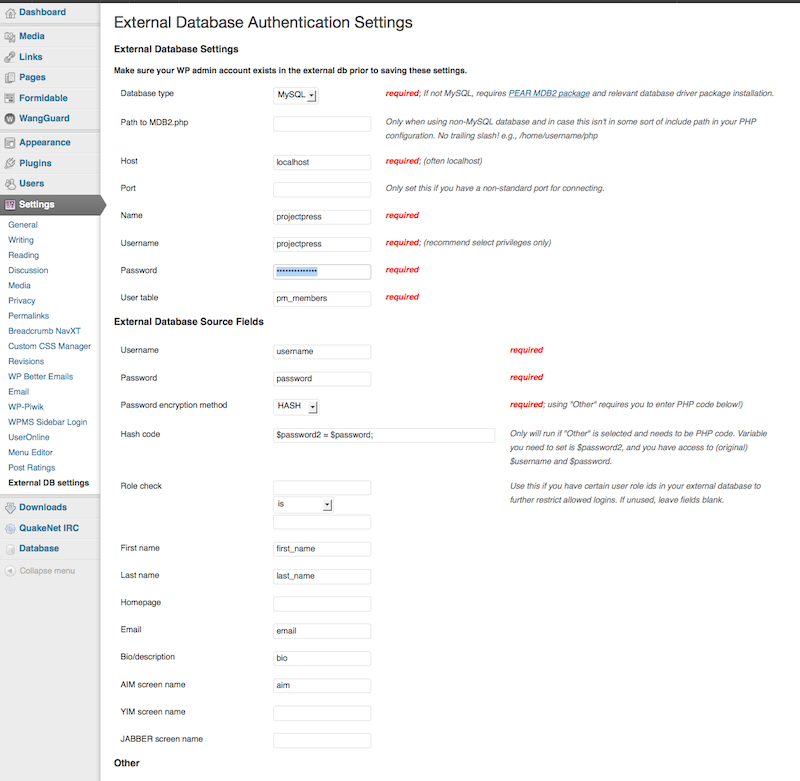 Dashboard
Media
Links
Pages
Formidable
WangGuard
Appearance
Plugins
Users
Settings
General
Writing
Reading
Discussion
Media
Privacy
Permalinks
Breadcrumb NavXT
Custom CSS Manager
Revisions
WP Better Emails
Email
WP-Piwik
WPMS Sidebar Login
UserOnline
Menu Editor
Post Ratings
External DB settings
Downloads
QuakeNet IRC
Database
Collapse menu
External Database Authentication Settings
External Database Settings
Make sure your WP admin account exists in the external db prior to saving these settings.
Database type MySQL required; If not MySQL, requires PEAR MDB2 package and relevant database driver package installation.
Path to MDB2.php Only when using non-MySQL database and in case this isn't in some sort of include path in your PHP
configuration. No trailing slash! e.g., /home/username/php
Host localhost required; (often localhost)
Port Only set this if you have a non-standard port for connecting.
Name projectpress required
Username projectpress required; (recommend select privileges only)
Password •••••••••••••• required
User table pm_members required
External Database Source Fields
Username username required
Password password required
Password encryption method HASH required; using "Other" requires you to enter PHP code below!)
Hash code $password2 = $password; Only will run if "Other" is selected and needs to be PHP code. Variable
you need to set is $password2, and you have access to (original)
$username and $password.
Role check Use this if you have certain user role ids in your external database to
is further restrict allowed logins. If unused, leave fields blank.
First name first_name
Last name last_name
Homepage
Email email
Bio/description bio
AIM screen name aim
YIM screen name
JABBER screen name
Other